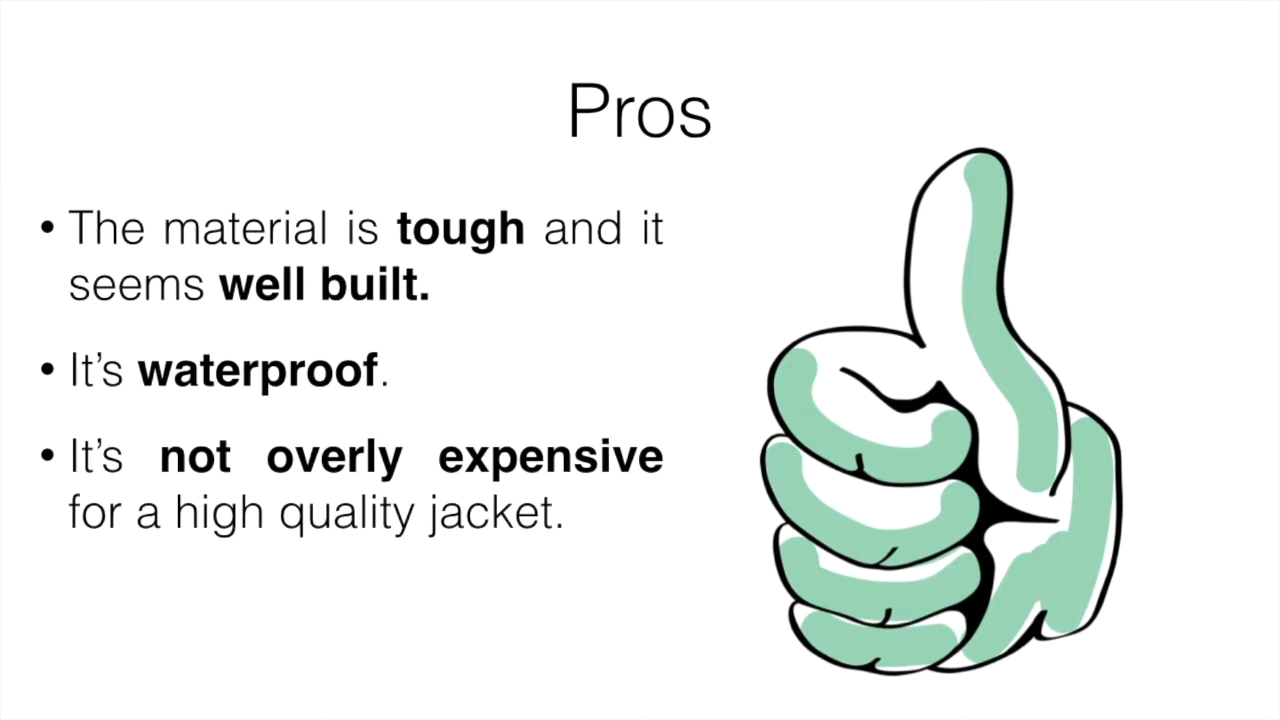 Pros
• The material is tough and it
seems well built.
• It’s waterproof.
• It’s not overly expensive
for a high quality jacket.